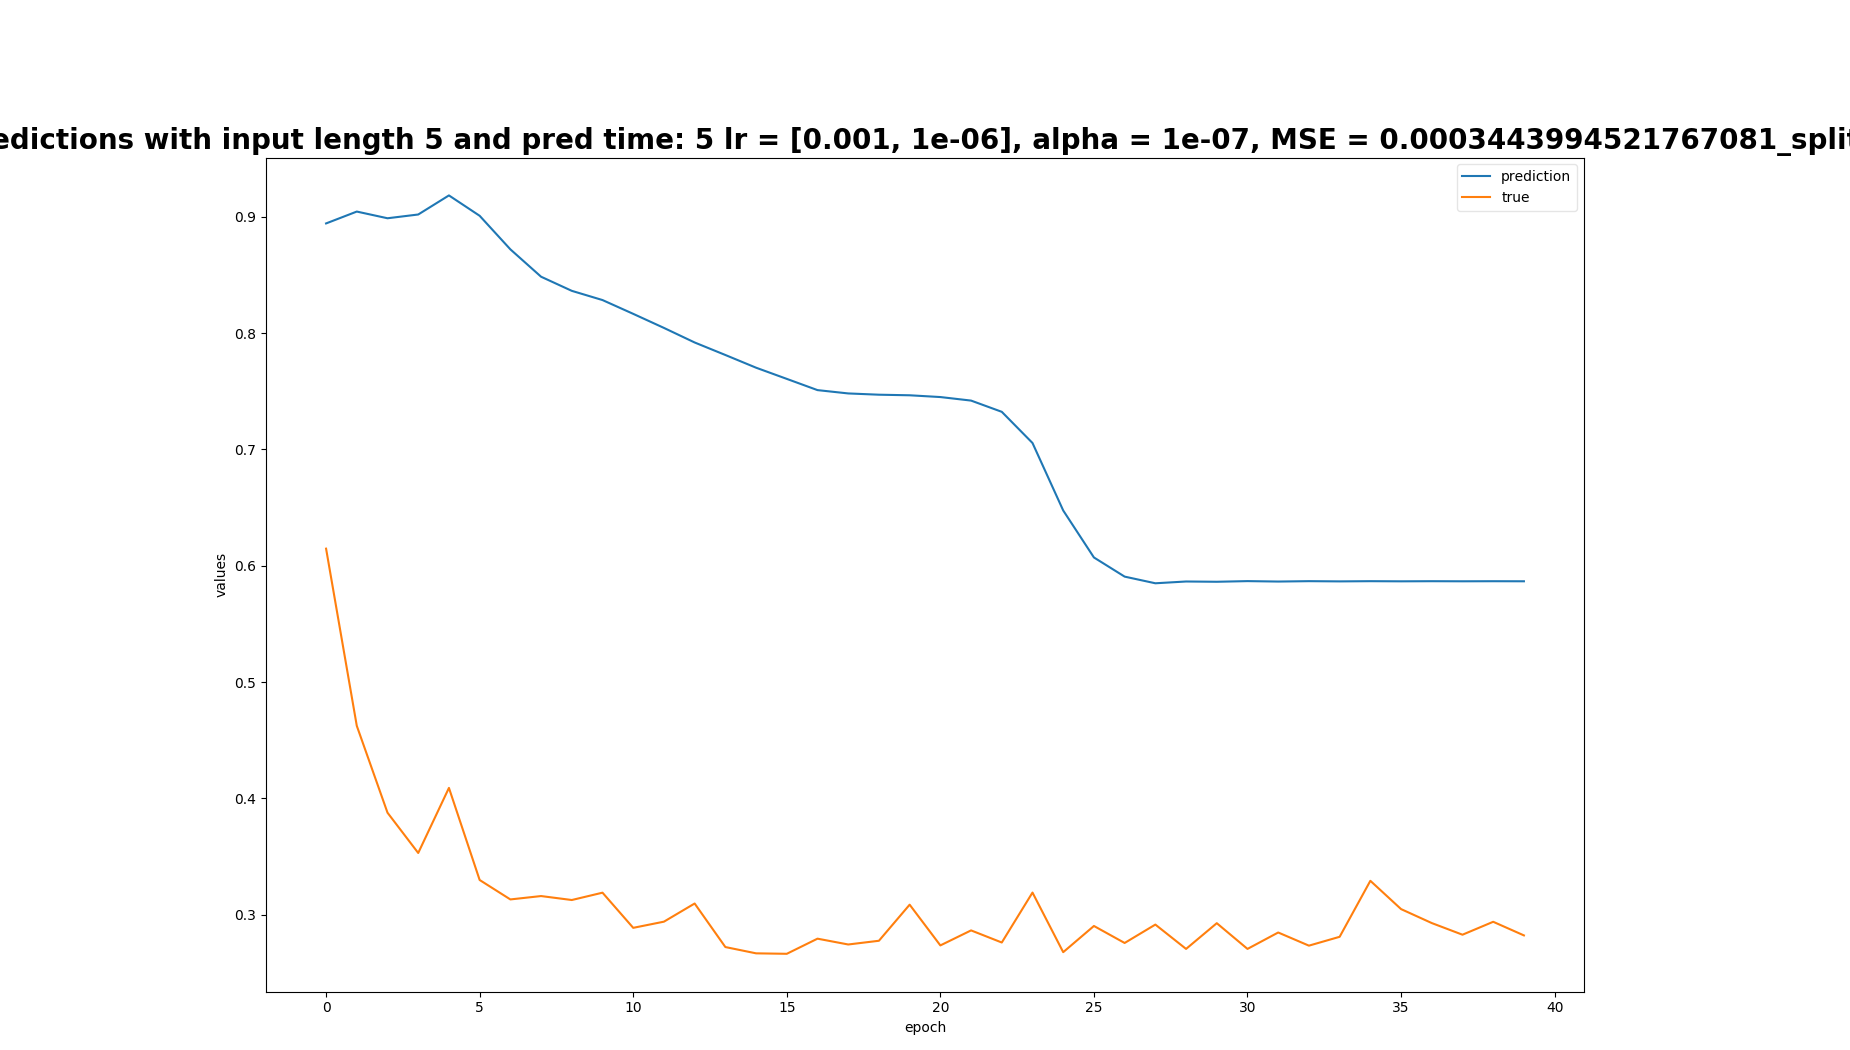 edictions with input length 5 and pred time: 5 lr = [0.001, 1e-06], alpha = 1e-07, MSE = 0.0003443994521767081_split
prediction
true
0.9
0.8
0.7
0.6
0.5
0.4
0.3
values
0 5 10 15 20 25 30 35 40
epoch